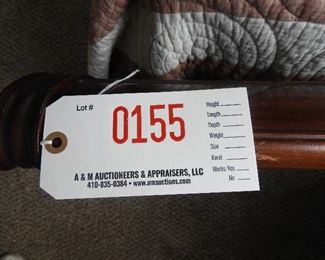 Lot #
0155
Height
Length
Depth
Weight
Size
Karat
Works: Yes
No
A & M AUCTIONEERS & APPRAISERS, LLC
410-835-0384 • www.amauctions.com